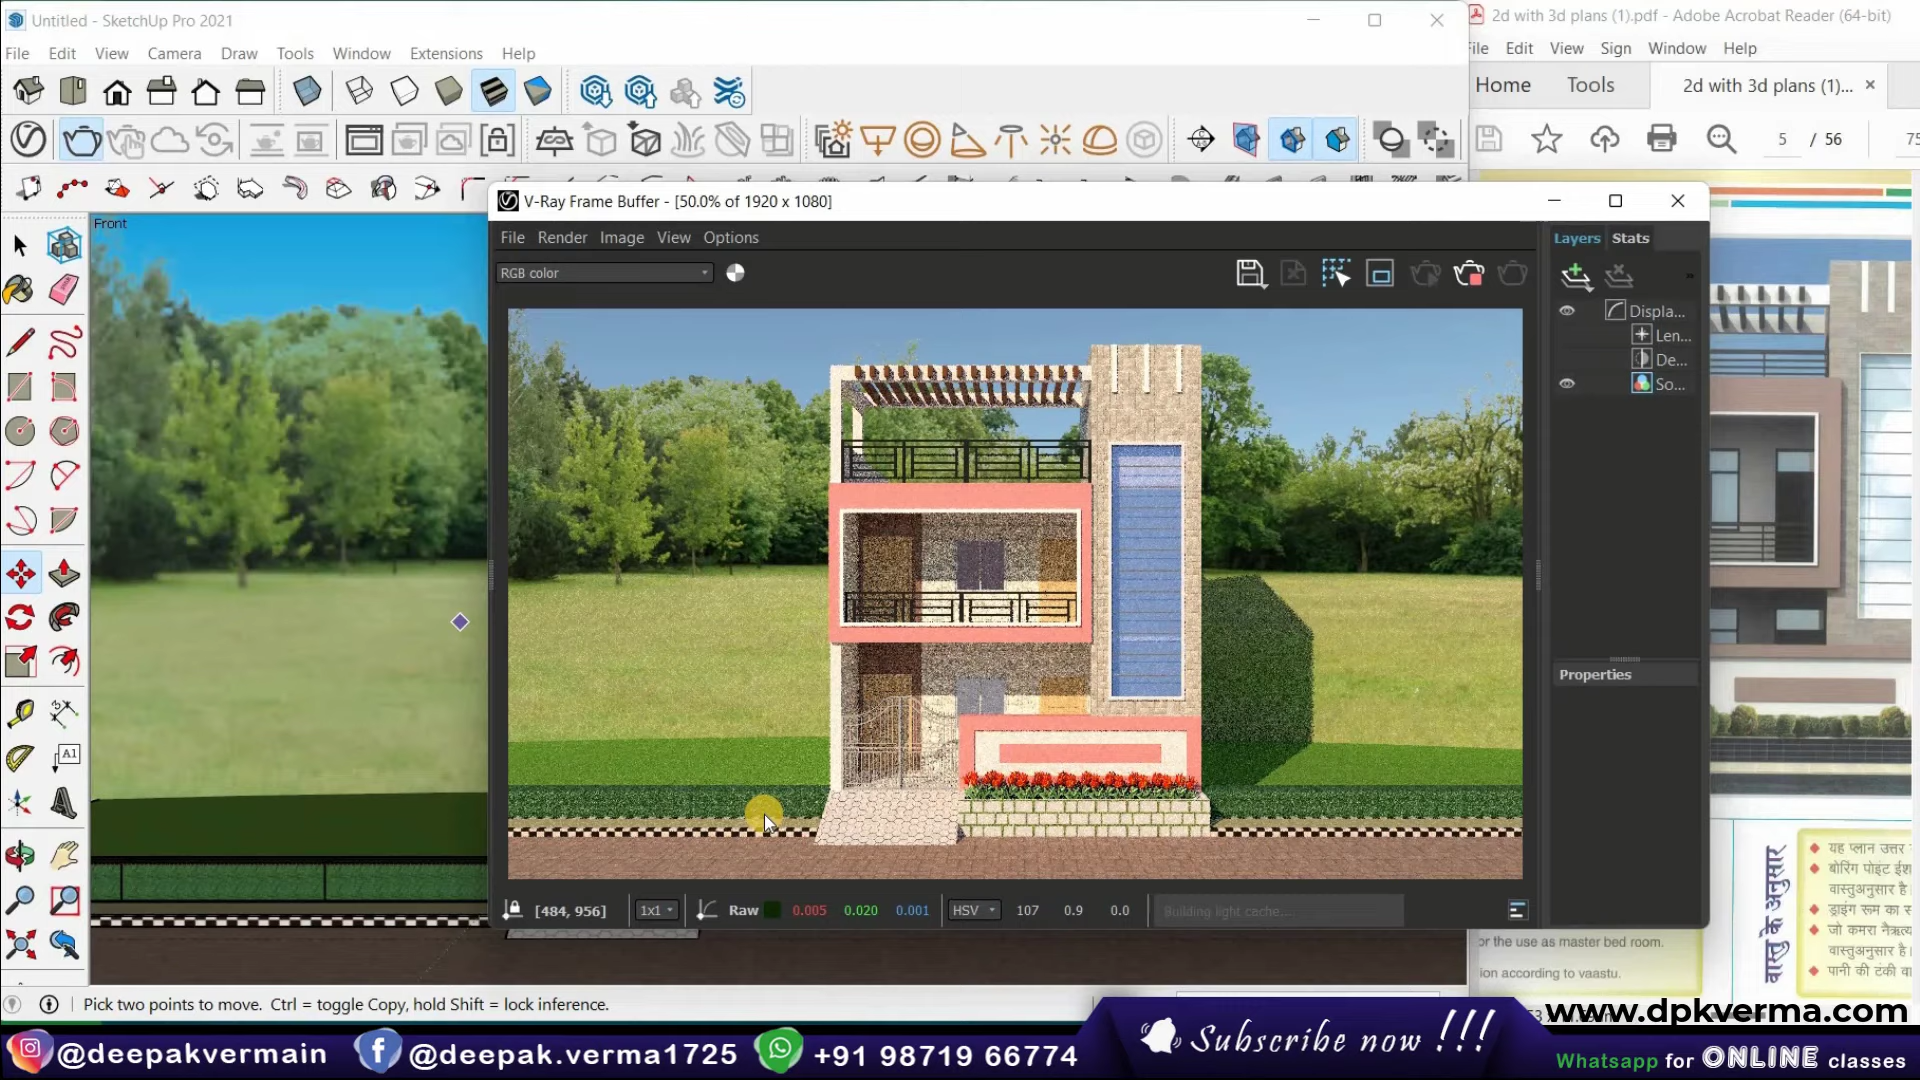 Untitled - SketchUp Pro 2021
File Edit View Camera Draw Tools Window Extensions Help
2d with 3d plans (1).pdf - Adobe Acrobat Reader (64-bit)
File Edit View Sign Window Help
Home Tools 2d with 3d plans (1)... ×
5 / 56
Front
V-Ray Frame Buffer - [50.0% of 1920 x 1080]
File Render Image View Options
RGB color
Layers Stats
Displa...
Len...
De...
So...
Properties
A1
[484, 956] 1x1 Raw 0.005 0.020 0.001 HSV 107 0.9 0.0 Building light cache...
यह प्लान उत्तर
बोरिंग पोइंट ईश
वास्तुअनुसार है।
ड्राइंग रूम का स
जो कमरा नैऋत्य
वास्तुअनुसार है।
पानी की टंकी वा
वास्तु के अनुसार
or the use as master bed room.
ion according to vaastu.
Pick two points to move. Ctrl = toggle Copy, hold Shift = lock inference.
www.dpkverma.com
@deepakvermain @deepak.verma1725 +91 98719 66774 Subscribe now !!!
Whatsapp for ONLINE classes